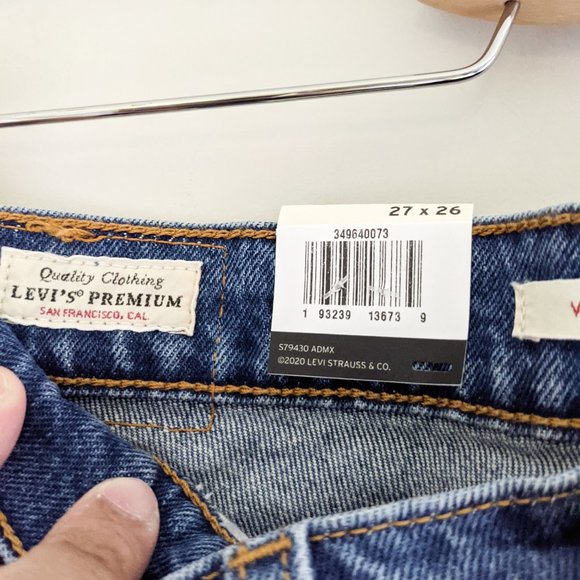 Quality Clothing
LEVI'S® PREMIUM
SAN FRANCISCO, CAL.
27 x 26
349640073
1 93239 13673 9
S79430 ADMX
©2020 LEVI STRAUSS & CO.